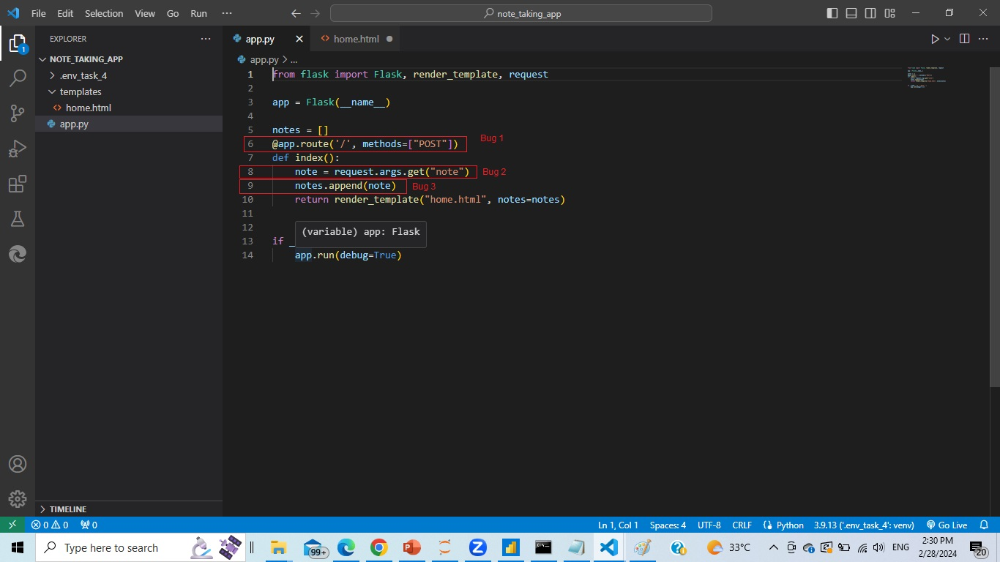 File Edit Selection View Go Run ··· note_taking_app
EXPLORER ···
NOTE_TAKING_APP
.env_task_4
templates
<> home.html
app.py
TIMELINE
1
app.py × <> home.html ●
app.py > ...
1 from flask import Flask, render_template, request
2
3 app = Flask(__name__)
4
5 notes = []
6 @app.route('/', methods=["POST"]) Bug 1
7 def index():
8 note = request.args.get("note") Bug 2
9 notes.append(note) Bug 3
10 return render_template("home.html", notes=notes)
11
12
(variable) app: Flask
13 if _
14 app.run(debug=True)
0 0 0 Ln 1, Col 1 Spaces: 4 UTF-8 CRLF Python 3.9.13 ('.env_task_4': venv) Go Live
Type here to search 99+ 33°C ENG 2:30 PM
2/28/2024 20